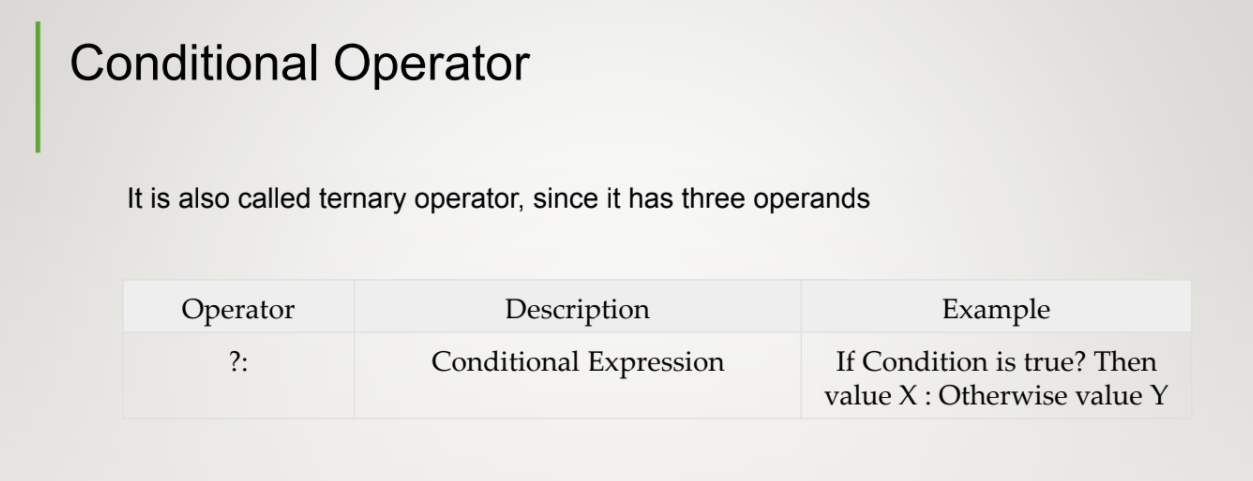 Conditional Operator
It is also called ternary operator, since it has three operands
Operator Description Example
?: Conditional Expression If Condition is true? Then
value X : Otherwise value Y